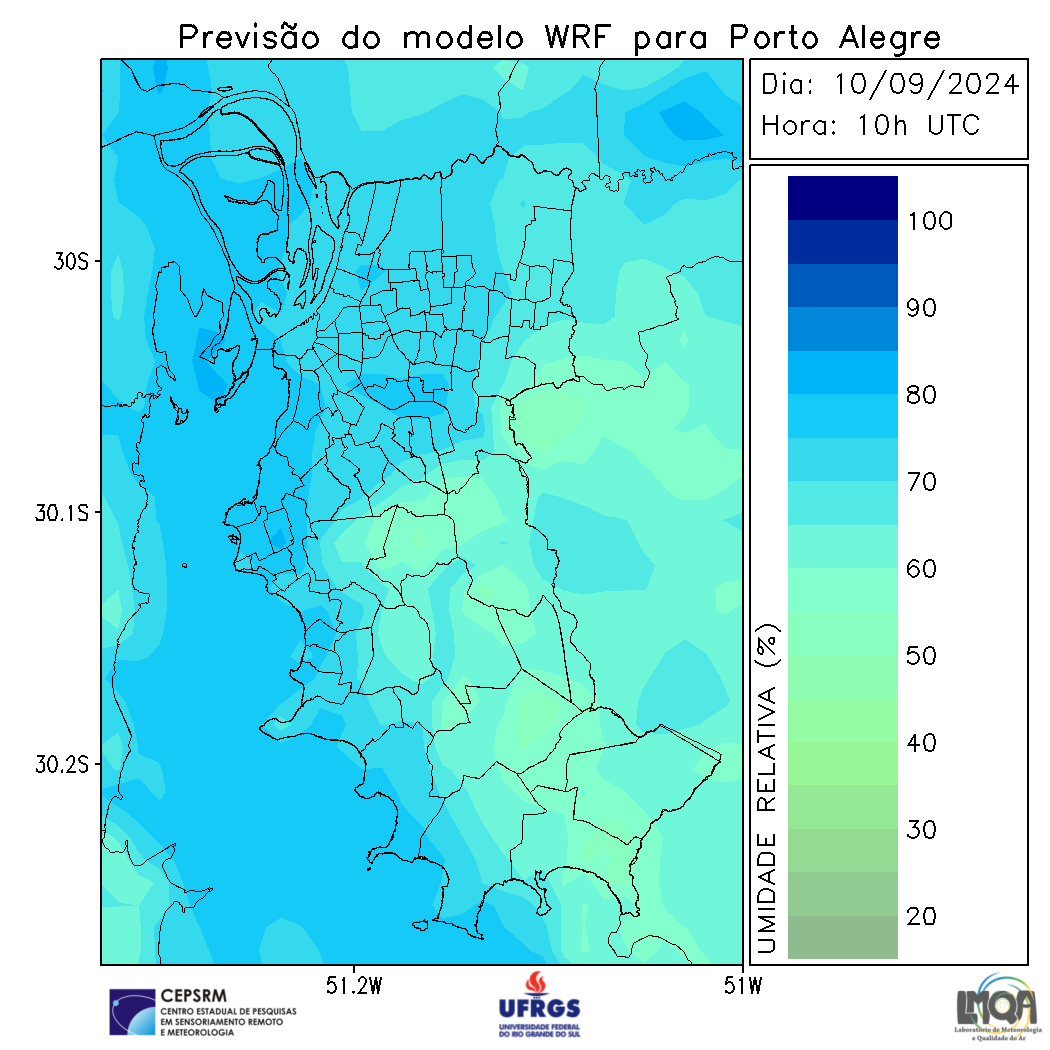 Previsão do modelo WRF para Porto Alegre
Dia: 10/09/2024
Hora: 10h UTC
30S
30.1S
30.2S
51.2W
51W
UMIDADE RELATIVA (%)
100
90
80
70
60
50
40
30
20
CEPSRM
CENTRO ESTADUAL DE PESQUISAS
EM SENSORIAMENTO REMOTO
E METEOROLOGIA
UFRGS
UNIVERSIDADE FEDERAL
DO RIO GRANDE DO SUL
LMQA
Laboratório de Meteorologia
e Qualidade do Ar